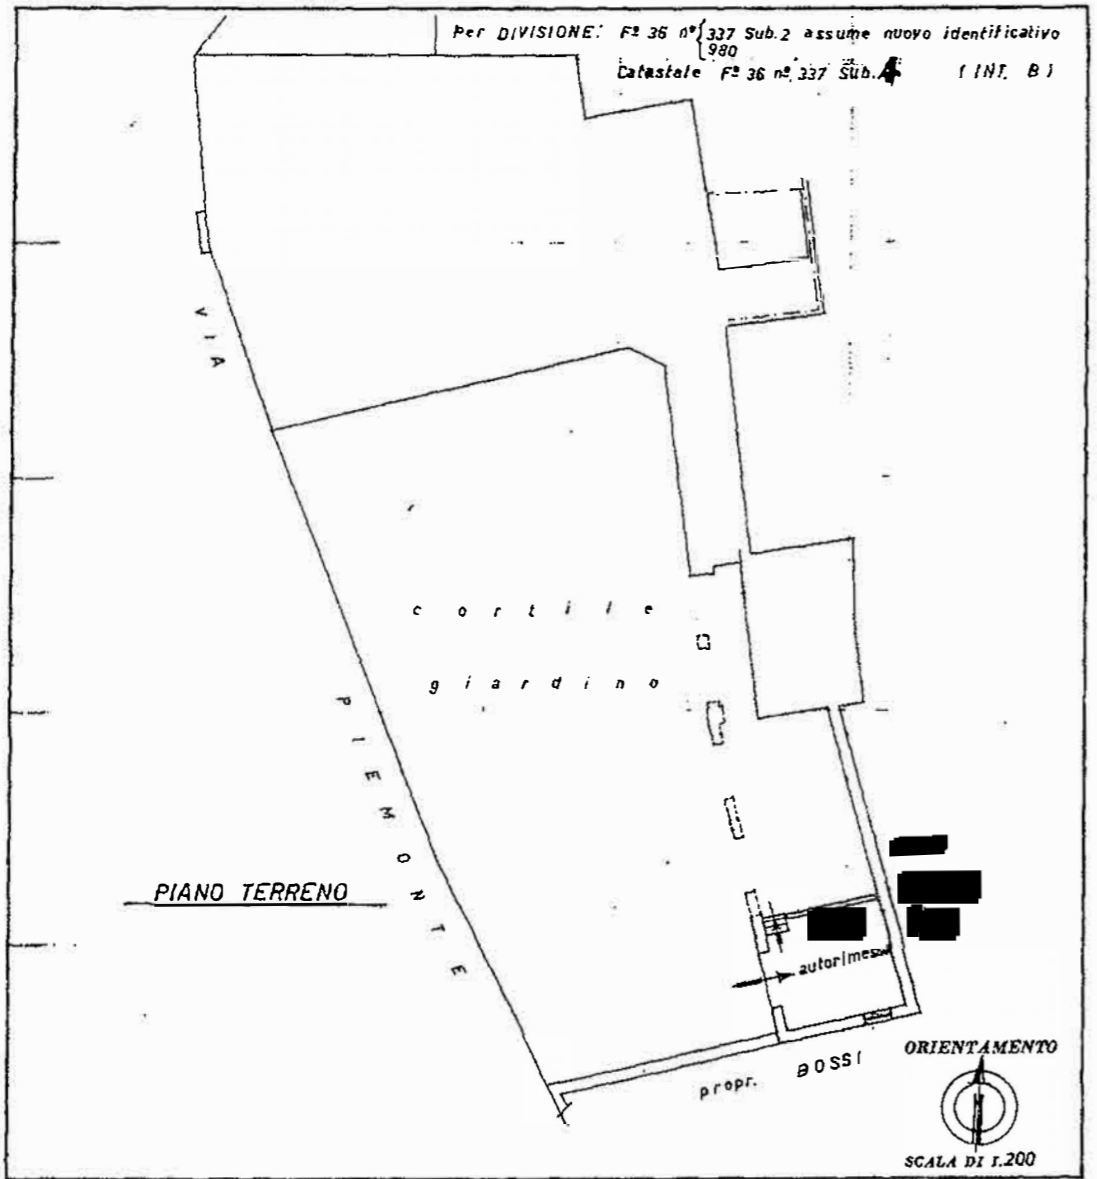 Per DIVISIONE: Fº 36 nº { 337 Sub.2 assume nuovo identificativo
980
Catastale Fº 36 nº 337 Sub. 4 (INT. B)
VIA
cortile
giardino
PIEMONTE
PIANO TERRENO
autorimessa
propr. BOSSI
ORIENTAMENTO
N
SCALA DI 1.200